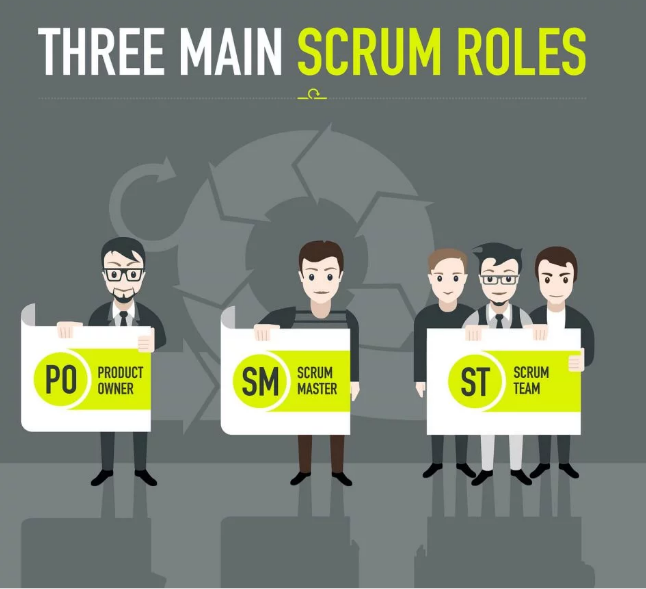 THREE MAIN SCRUM ROLES
PO
PRODUCT
OWNER
SM
SCRUM
MASTER
ST
SCRUM
TEAM